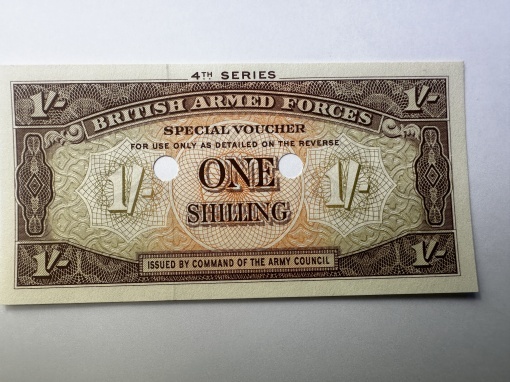 4TH SERIES
1/- 1/-
BRITISH ARMED FORCES
SPECIAL VOUCHER
FOR USE ONLY AS DETAILED ON THE REVERSE
1/- ONE 1/-
SHILLING
1/- 1/-
ISSUED BY COMMAND OF THE ARMY COUNCIL